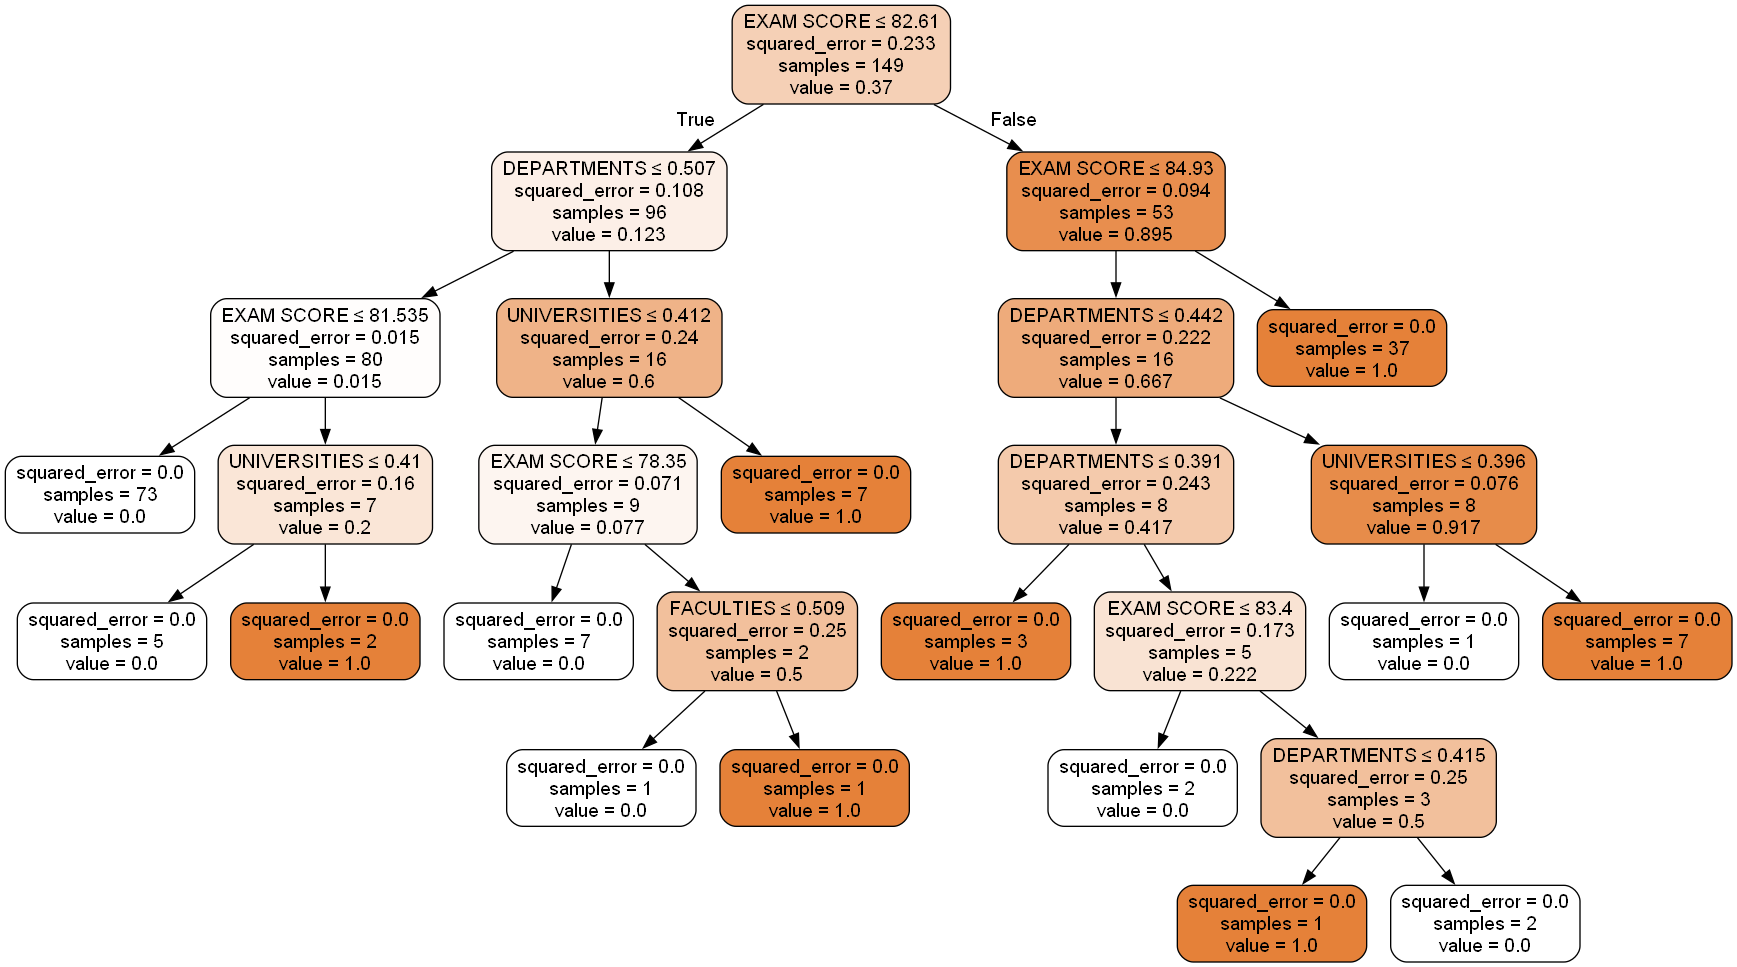 EXAM SCORE ≤ 82.61
squared_error = 0.233
samples = 149
value = 0.37
True
False
DEPARTMENTS ≤ 0.507
squared_error = 0.108
samples = 96
value = 0.123
EXAM SCORE ≤ 84.93
squared_error = 0.094
samples = 53
value = 0.895
EXAM SCORE ≤ 81.535
squared_error = 0.015
samples = 80
value = 0.015
UNIVERSITIES ≤ 0.412
squared_error = 0.24
samples = 16
value = 0.6
DEPARTMENTS ≤ 0.442
squared_error = 0.222
samples = 16
value = 0.667
squared_error = 0.0
samples = 37
value = 1.0
squared_error = 0.0
samples = 73
value = 0.0
UNIVERSITIES ≤ 0.41
squared_error = 0.16
samples = 7
value = 0.2
EXAM SCORE ≤ 78.35
squared_error = 0.071
samples = 9
value = 0.077
squared_error = 0.0
samples = 7
value = 1.0
DEPARTMENTS ≤ 0.391
squared_error = 0.243
samples = 8
value = 0.417
UNIVERSITIES ≤ 0.396
squared_error = 0.076
samples = 8
value = 0.917
squared_error = 0.0
samples = 5
value = 0.0
squared_error = 0.0
samples = 2
value = 1.0
squared_error = 0.0
samples = 7
value = 0.0
FACULTIES ≤ 0.509
squared_error = 0.25
samples = 2
value = 0.5
squared_error = 0.0
samples = 3
value = 1.0
EXAM SCORE ≤ 83.4
squared_error = 0.173
samples = 5
value = 0.222
squared_error = 0.0
samples = 1
value = 0.0
squared_error = 0.0
samples = 7
value = 1.0
squared_error = 0.0
samples = 1
value = 0.0
squared_error = 0.0
samples = 1
value = 1.0
squared_error = 0.0
samples = 2
value = 0.0
DEPARTMENTS ≤ 0.415
squared_error = 0.25
samples = 3
value = 0.5
squared_error = 0.0
samples = 1
value = 1.0
squared_error = 0.0
samples = 2
value = 0.0